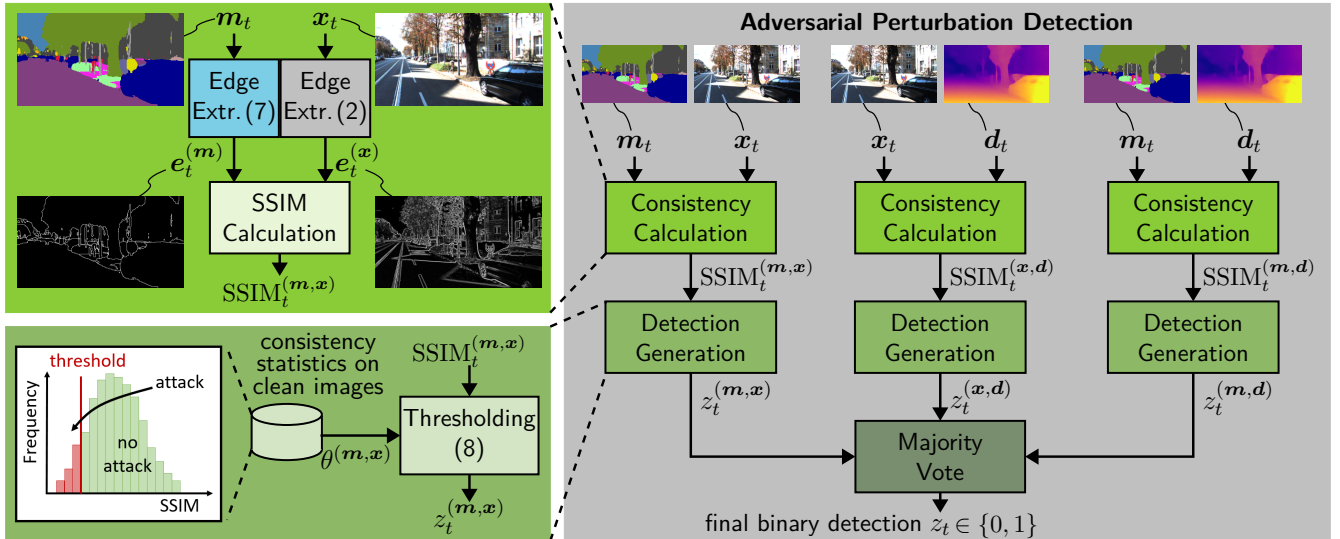 m_t
x_t
Edge
Extr. (7)
Edge
Extr. (2)
e_t^{(m)}
e_t^{(x)}
SSIM
Calculation
SSIM_t^{(m,x)}
threshold
attack
no
attack
Frequency
SSIM
consistency
statistics on
clean images
θ^{(m,x)}
SSIM_t^{(m,x)}
Thresholding
(8)
z_t^{(m,x)}
Adversarial Perturbation Detection
m_t x_t x_t d_t m_t d_t
Consistency
Calculation
Consistency
Calculation
Consistency
Calculation
SSIM_t^{(m,x)}
SSIM_t^{(x,d)}
SSIM_t^{(m,d)}
Detection
Generation
Detection
Generation
Detection
Generation
z_t^{(m,x)}
z_t^{(x,d)}
z_t^{(m,d)}
Majority
Vote
final binary detection z_t ∈ {0, 1}